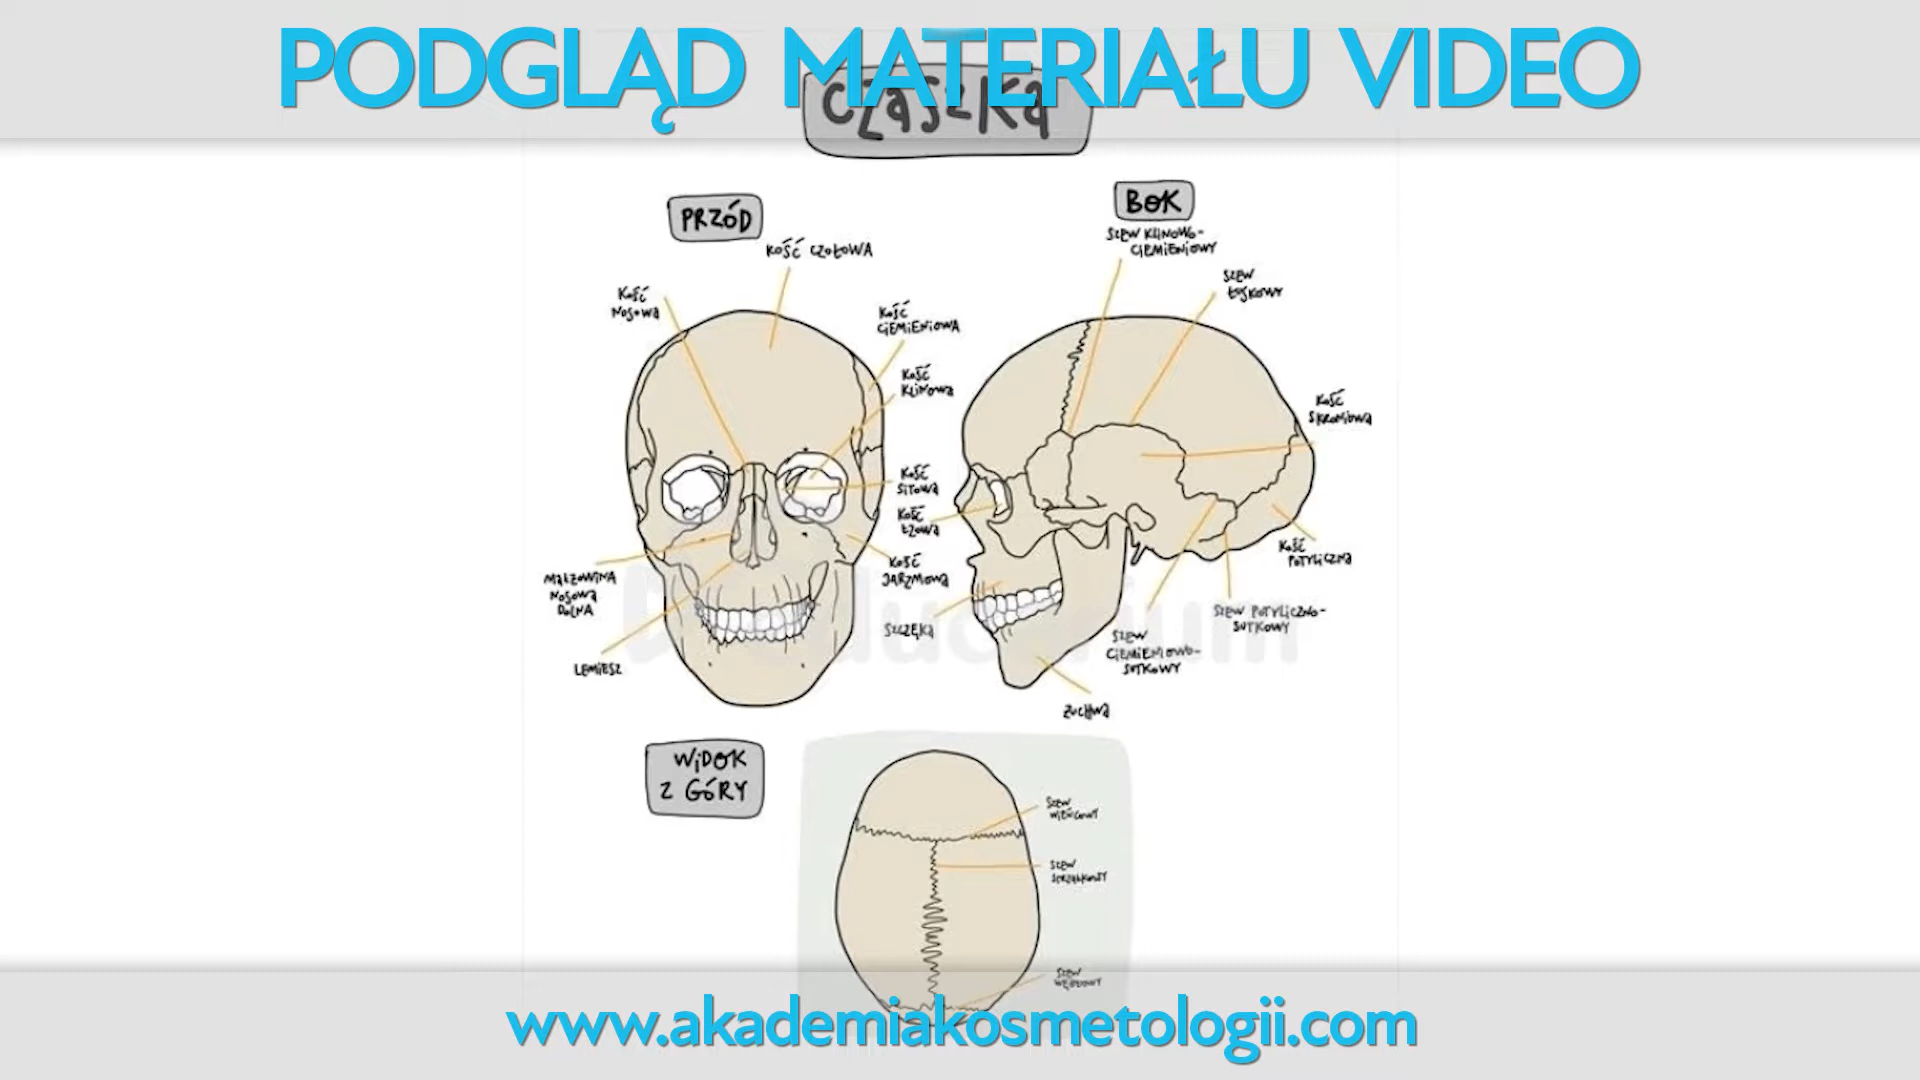 PODGLĄD MATERIAŁU VIDEO
czaszka
PRZÓD
KOŚĆ CZOŁOWA
KOŚĆ
NOSOWA
KOŚĆ
CIEMIENIOWA
KOŚĆ
KLINOWA
KOŚĆ
SITOWA
KOŚĆ
ŁZOWA
KOŚĆ
JARZMOWA
MAŁŻOWINA
NOSOWA
DOLNA
LEMIESZ
SZCZĘKA
BOK
SZEW KLINOWO-
CIEMIENIOWY
SZEW
ŁUSKOWY
KOŚĆ
SKRONIOWA
KOŚĆ
POTYLICZNA
SZEW POTYLICZNO-
SUTKOWY
SZEW
CIEMIENIOWO-
SUTKOWY
ŻUCHWA
WIDOK
Z GÓRY
SZEW
WIEŃCOWY
SZEW
STRZAŁKOWY
SZEW
WĘGŁOWY
www.akademiakosmetologii.com